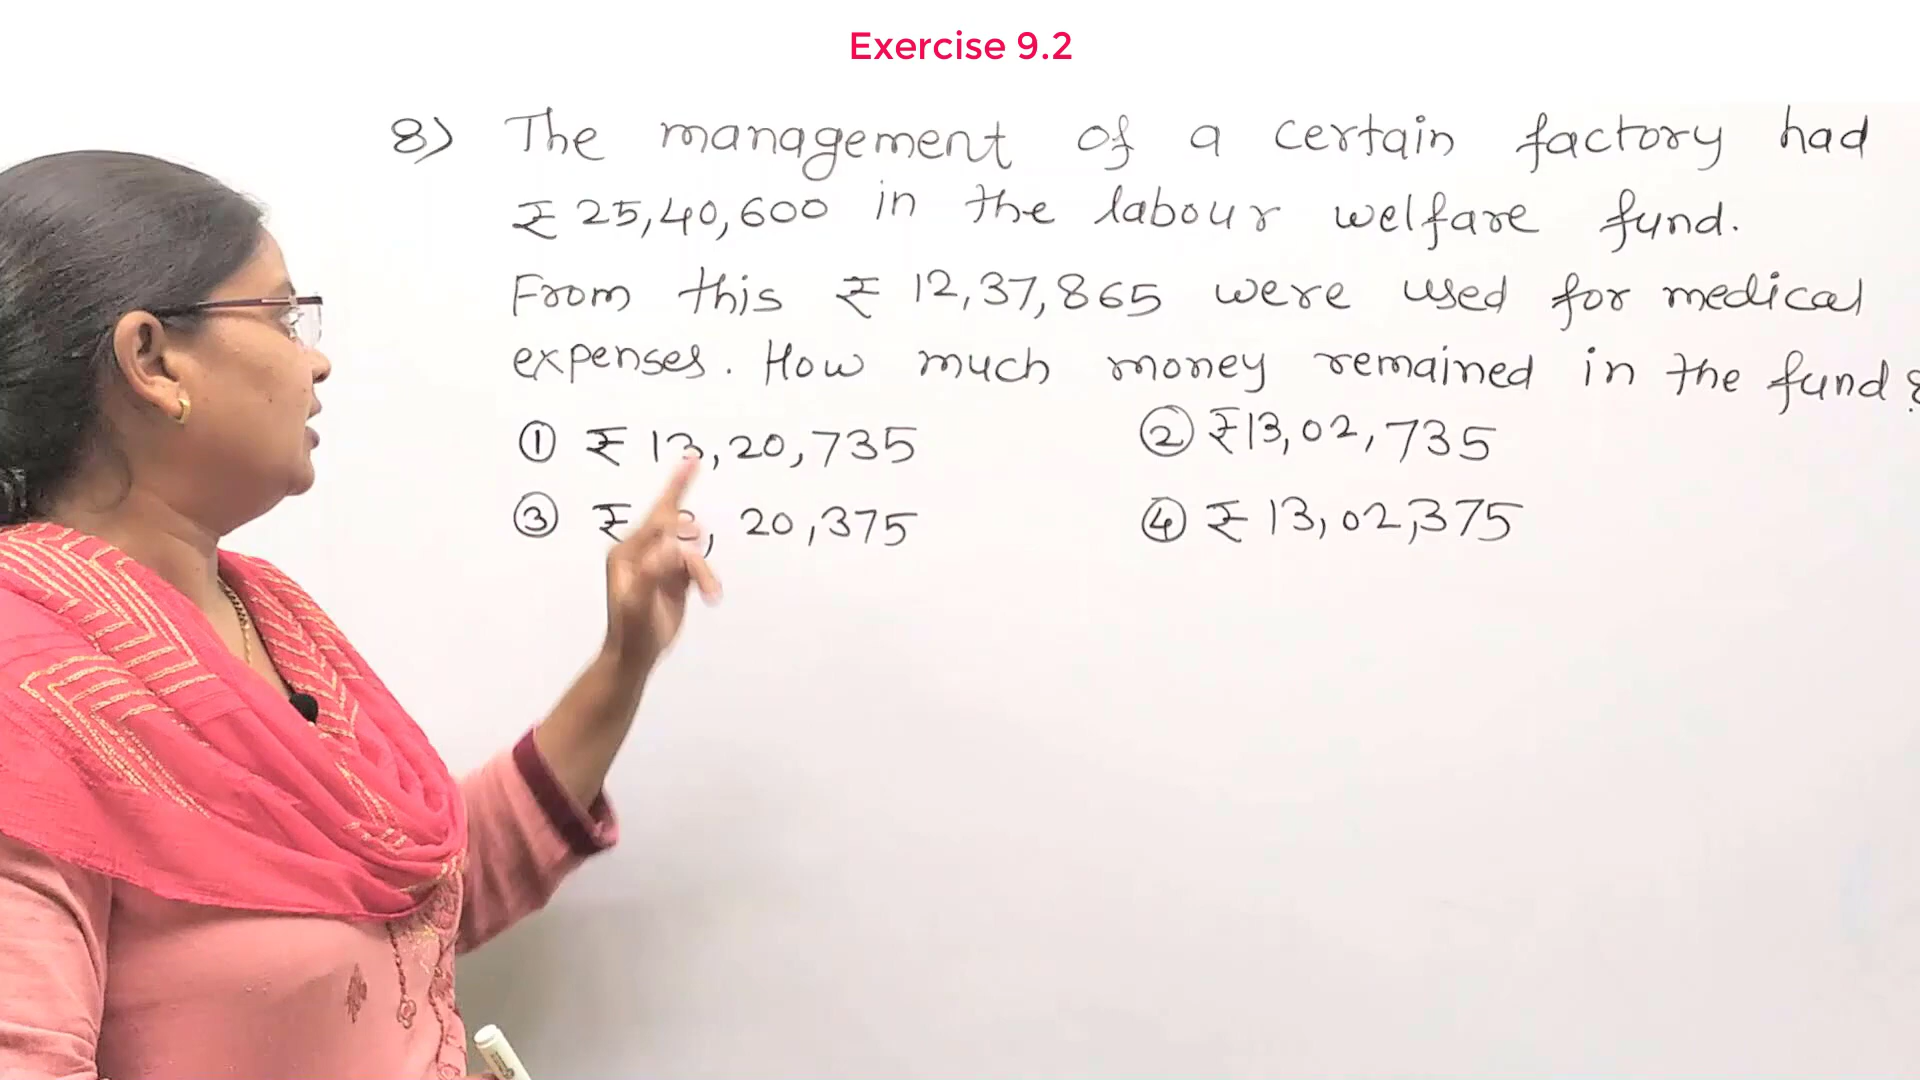 Exercise 9.2
8) The management of a certain factory had
₹ 25,40,600 in the labour welfare fund.
From this ₹ 12,37,865 were used for medical
expenses. How much money remained in the fund?
① ₹ 13,20,735 ② ₹13,02,735
③ ₹ , 20,375 ④ ₹ 13,02,375